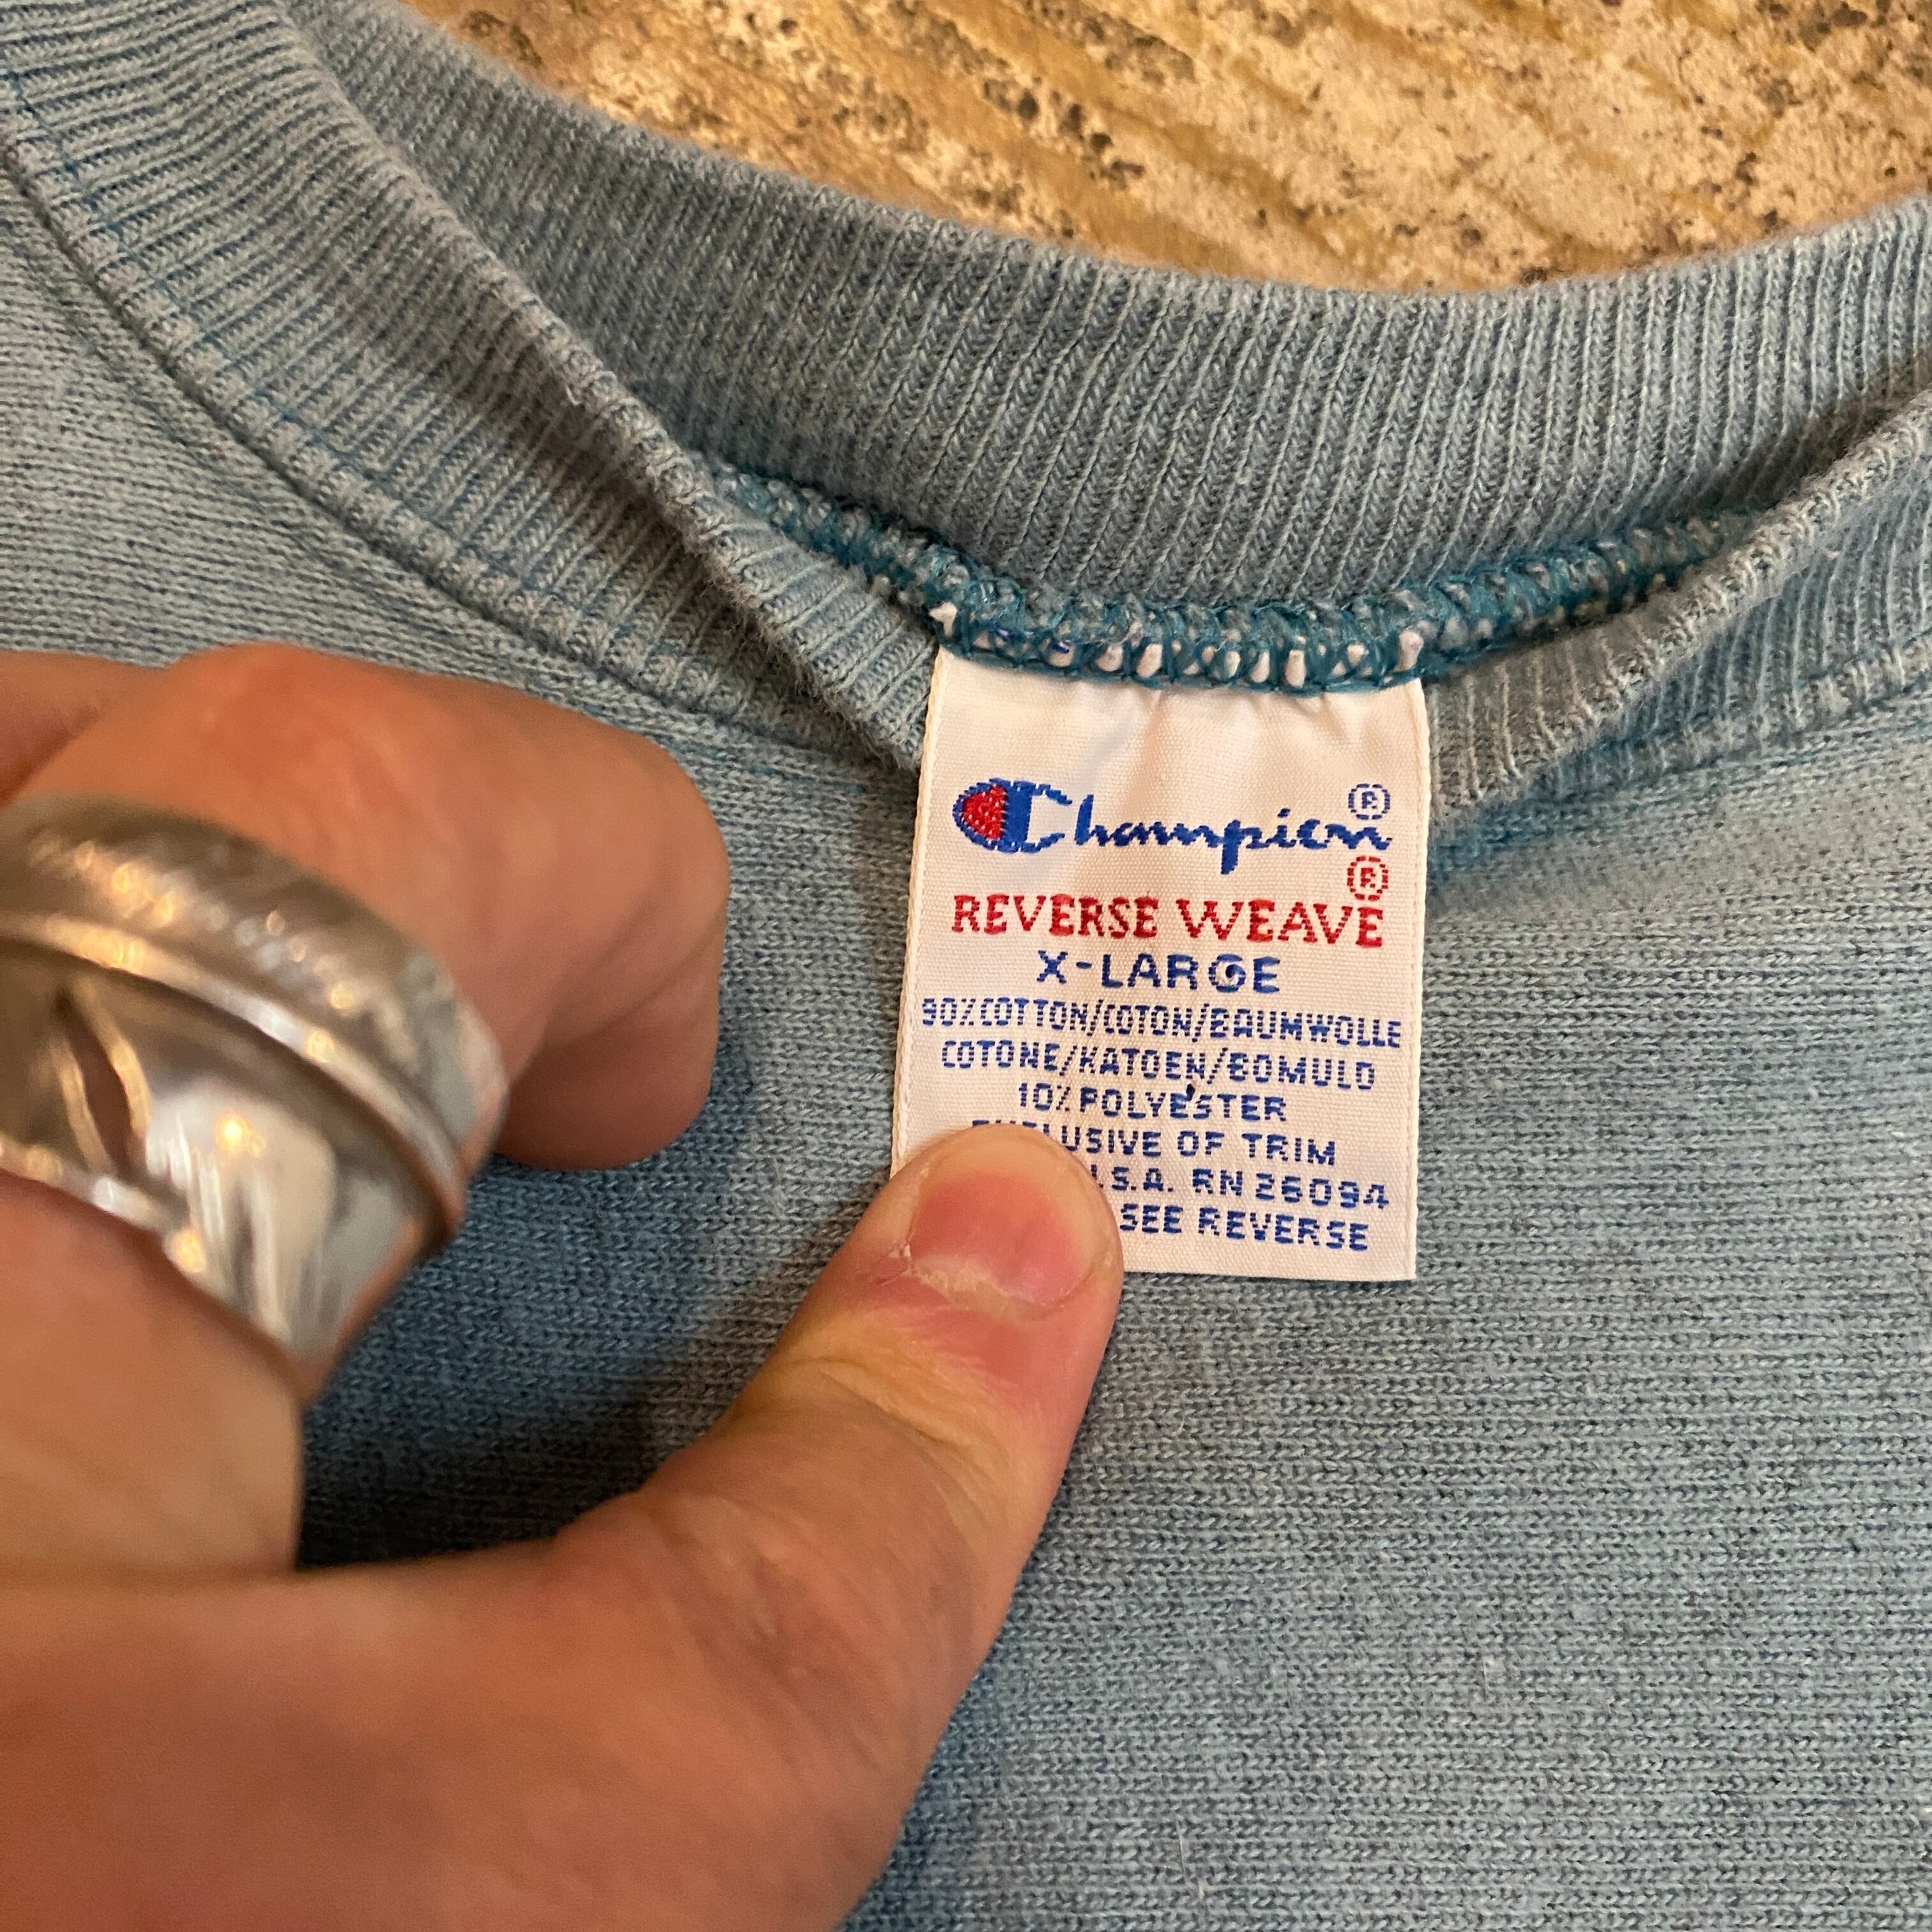 Champion®
REVERSE WEAVE®
X-LARGE
90% COTTON/COTON/BAUMWOLLE
COTONE/KATOEN/BOMULD
10% POLYESTER
OF TRIM
S.A. RN 26094
SEE REVERSE